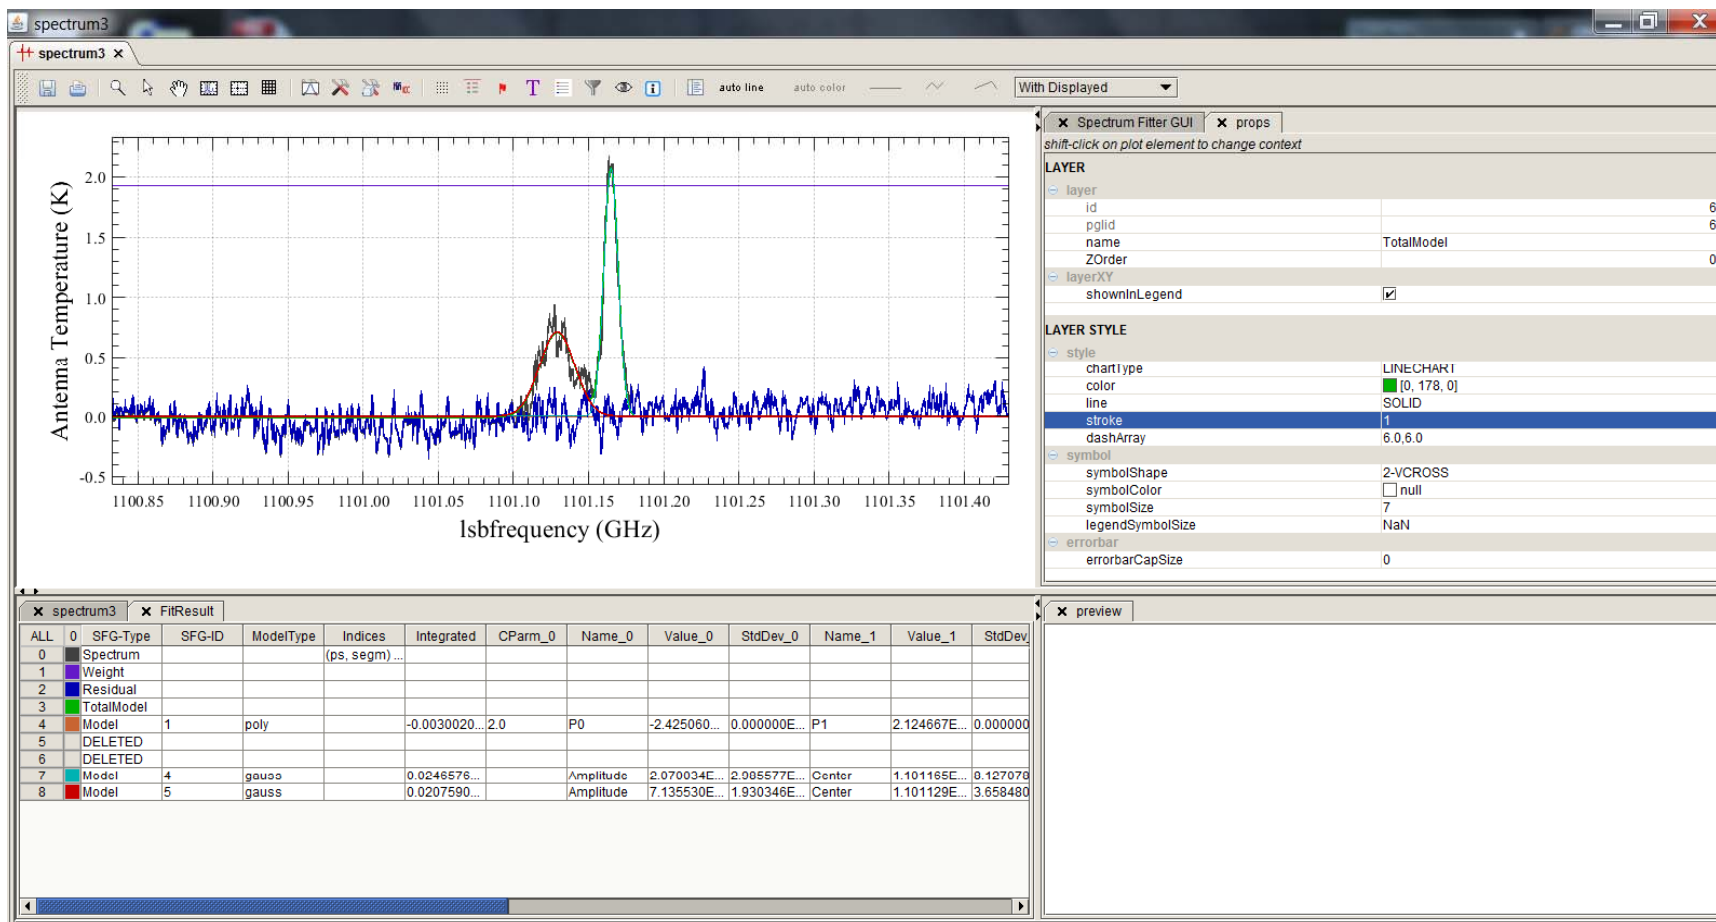 spectrum3
spectrum3
T i auto line auto color With Displayed
Spectrum Fitter GUI props
shift-click on plot element to change context
LAYER
layer
id 6
pglid 6
name TotalModel
ZOrder 0
layerXY
shownInLegend
LAYER STYLE
style
chartType LINECHART
color [0, 178, 0]
line SOLID
stroke 1
dashArray 6.0,6.0
symbol
symbolShape 2-VCROSS
symbolColor null
symbolSize 7
legendSymbolSize NaN
errorbar
errorbarCapSize 0
Antenna Temperature (K)
2.0
1.5
1.0
0.5
0.0
-0.5
1100.85 1100.90 1100.95 1101.00 1101.05 1101.10 1101.15 1101.20 1101.25 1101.30 1101.35 1101.40
lsbfrequency (GHz)
spectrum3 FitResult
ALL 0 SFG-Type SFG-ID ModelType Indices Integrated CParm_0 Name_0 Value_0 StdDev_0 Name_1 Value_1 StdDev_
0 Spectrum (ps, segm) ...
1 Weight
2 Residual
3 TotalModel
4 Model 1 poly -0.0030020... 2.0 P0 -2.425060... 0.000000E... P1 2.124667E... 0.000000
5 DELETED
6 DELETED
7 Model 4 gauss 0.0246576... Amplitude 2.070034E... 2.985577E... Center 1.101165E... 8.127078
8 Model 5 gauss 0.0207590... Amplitude 7.135530E... 1.930346E... Center 1.101129E... 3.658480
preview